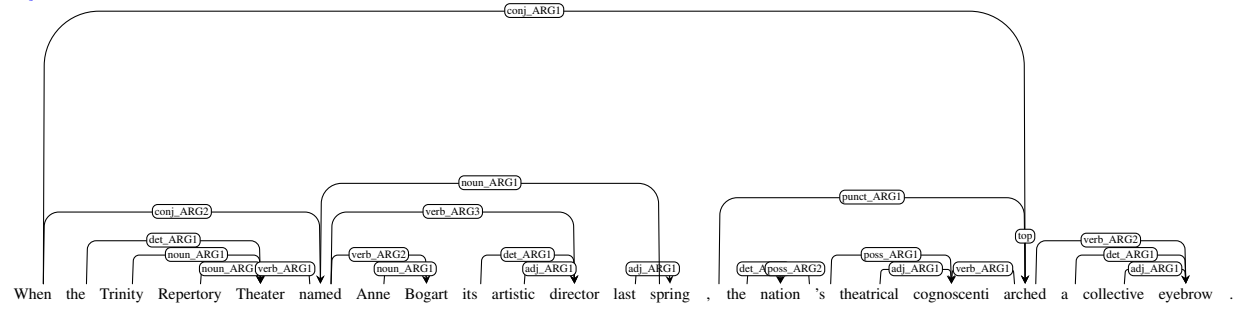 conj_ARG1
noun_ARG1
punct_ARG1
conj_ARG2 verb_ARG3
top
det_ARG1 verb_ARG2
noun_ARG1 verb_ARG2 det_ARG1 poss_ARG1 det_ARG1
noun_ARG verb_ARG1 noun_ARG1 adj_ARG1 adj_ARG1 det_A poss_ARG2 adj_ARG1 verb_ARG1 adj_ARG1
When the Trinity Repertory Theater named Anne Bogart its artistic director last spring , the nation 's theatrical cognoscenti arched a collective eyebrow .